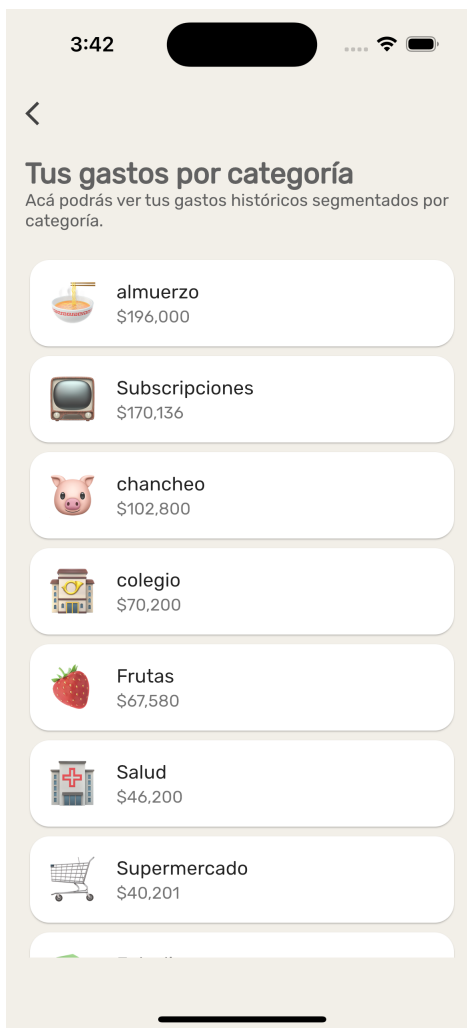 3:42
Tus gastos por categoría
Acá podrás ver tus gastos históricos segmentados por
categoría.
almuerzo
$196,000
Subscripciones
$170,136
chancheo
$102,800
colegio
$70,200
Frutas
$67,580
Salud
$46,200
Supermercado
$40,201